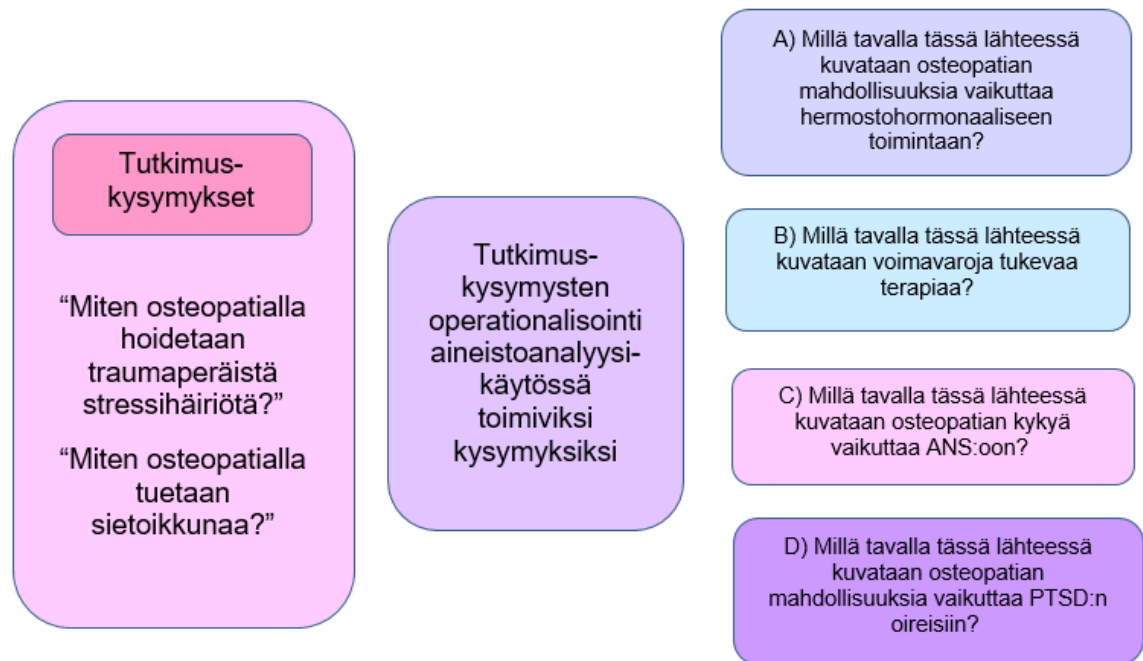 Tutkimus-
kysymykset
“Miten osteopatialla
hoidetaan
traumaperäistä
stressihäiriötä?”
“Miten osteopatialla
tuetaan
sietoikkunaa?”
Tutkimus-
kysymysten
operationalisointi
aineistoanalyysi-
käytössä
toimiviksi
kysymyksiksi
A) Millä tavalla tässä lähteessä
kuvataan osteopatian
mahdollisuuksia vaikuttaa
hermostohormonaaliseen
toimintaan?
B) Millä tavalla tässä lähteessä
kuvataan voimavaroja tukevaa
terapiaa?
C) Millä tavalla tässä lähteessä
kuvataan osteopatian kykyä
vaikuttaa ANS:oon?
D) Millä tavalla tässä lähteessä
kuvataan osteopatian
mahdollisuuksia vaikuttaa PTSD:n
oireisiin?